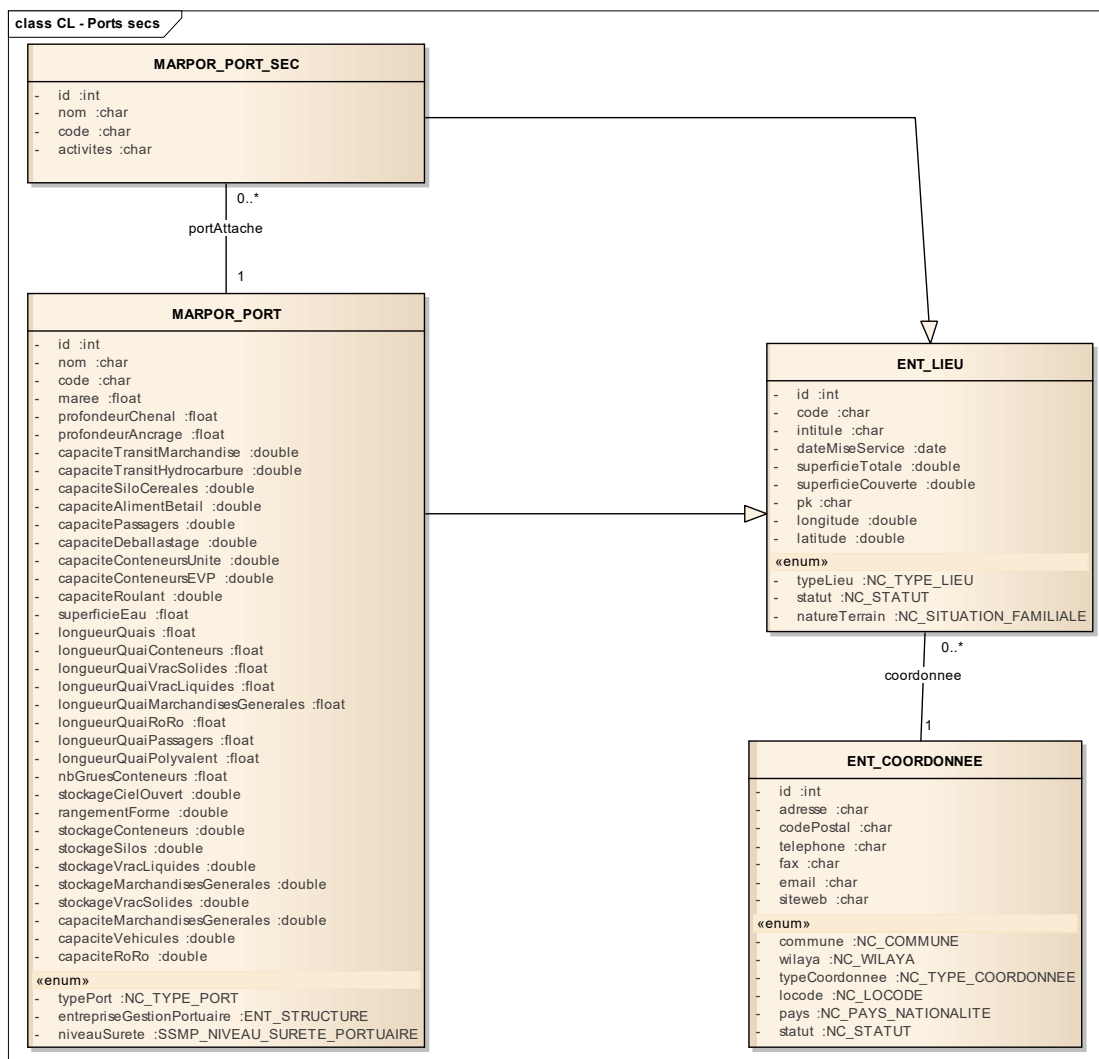 class CL - Ports secs
MARPOR_PORT_SEC
- id :int
- nom :char
- code :char
- activites :char
0..*
portAttache
1
MARPOR_PORT
- id :int
- nom :char
- code :char
- maree :float
- profondeurChenal :float
- profondeurAncrage :float
- capaciteTransitMarchandise :double
- capaciteTransitHydrocarbure :double
- capaciteSiloCereales :double
- capaciteAlimentBetail :double
- capacitePassagers :double
- capaciteDeballastage :double
- capaciteConteneursUnite :double
- capaciteConteneursEVP :double
- capaciteRoulant :double
- superficieEau :float
- longueurQuais :float
- longueurQuaiConteneurs :float
- longueurQuaiVracSolides :float
- longueurQuaiVracLiquides :float
- longueurQuaiMarchandisesGenerales :float
- longueurQuaiRoRo :float
- longueurQuaiPassagers :float
- longueurQuaiPolyvalent :float
- nbGruesConteneurs :float
- stockageCielOuvert :double
- rangementForme :double
- stockageConteneurs :double
- stockageSilos :double
- stockageVracLiquides :double
- stockageMarchandisesGenerales :double
- stockageVracSolides :double
- capaciteMarchandisesGenerales :double
- capaciteVehicules :double
- capaciteRoRo :double
«enum»
- typePort :NC_TYPE_PORT
- entrepriseGestionPortuaire :ENT_STRUCTURE
- niveauSurete :SSMP_NIVEAU_SURETE_PORTUAIRE
ENT_LIEU
- id :int
- code :char
- intitule :char
- dateMiseService :date
- superficieTotale :double
- superficieCouverte :double
- pk :char
- longitude :double
- latitude :double
«enum»
- typeLieu :NC_TYPE_LIEU
- statut :NC_STATUT
- natureTerrain :NC_SITUATION_FAMILIALE
0..*
coordonnee
1
ENT_COORDONNEE
- id :int
- adresse :char
- codePostal :char
- telephone :char
- fax :char
- email :char
- siteweb :char
«enum»
- commune :NC_COMMUNE
- wilaya :NC_WILAYA
- typeCoordonnee :NC_TYPE_COORDONNEE
- locode :NC_LOCODE
- pays :NC_PAYS_NATIONALITE
- statut :NC_STATUT